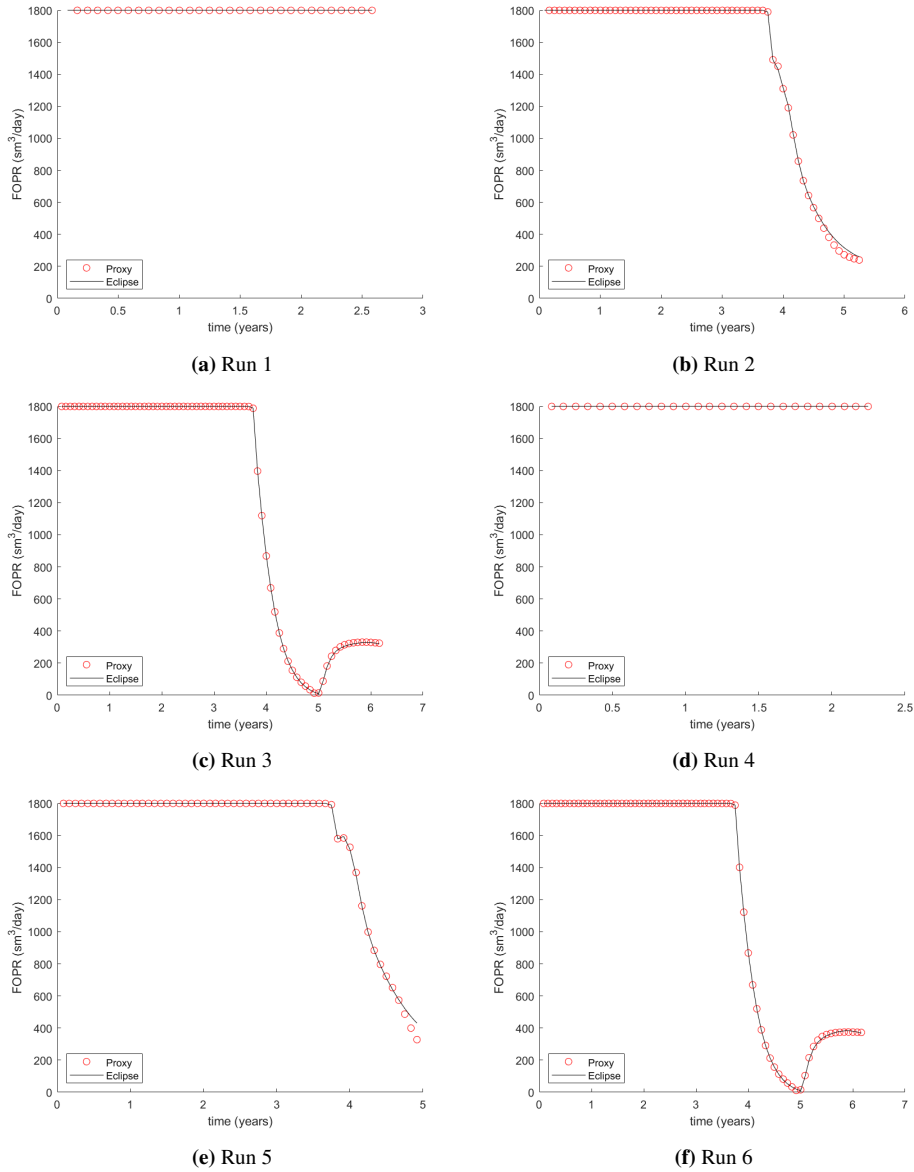 1800
1600
1400
1200
1000
800
600
400
200
0
FOPR (sm³/day)
Proxy
Eclipse
0 0.5 1 1.5 2 2.5 3
time (years)
(a) Run 1
1800
1600
1400
1200
1000
800
600
400
200
0
FOPR (sm³/day)
Proxy
Eclipse
0 1 2 3 4 5 6
time (years)
(b) Run 2
1800
1600
1400
1200
1000
800
600
400
200
0
FOPR (sm³/day)
Proxy
Eclipse
0 1 2 3 4 5 6 7
time (years)
(c) Run 3
1800
1600
1400
1200
1000
800
600
400
200
0
FOPR (sm³/day)
Proxy
Eclipse
0 0.5 1 1.5 2 2.5
time (years)
(d) Run 4
1800
1600
1400
1200
1000
800
600
400
200
0
FOPR (sm³/day)
Proxy
Eclipse
0 1 2 3 4 5
time (years)
(e) Run 5
1800
1600
1400
1200
1000
800
600
400
200
0
FOPR (sm³/day)
Proxy
Eclipse
0 1 2 3 4 5 6 7
time (years)
(f) Run 6